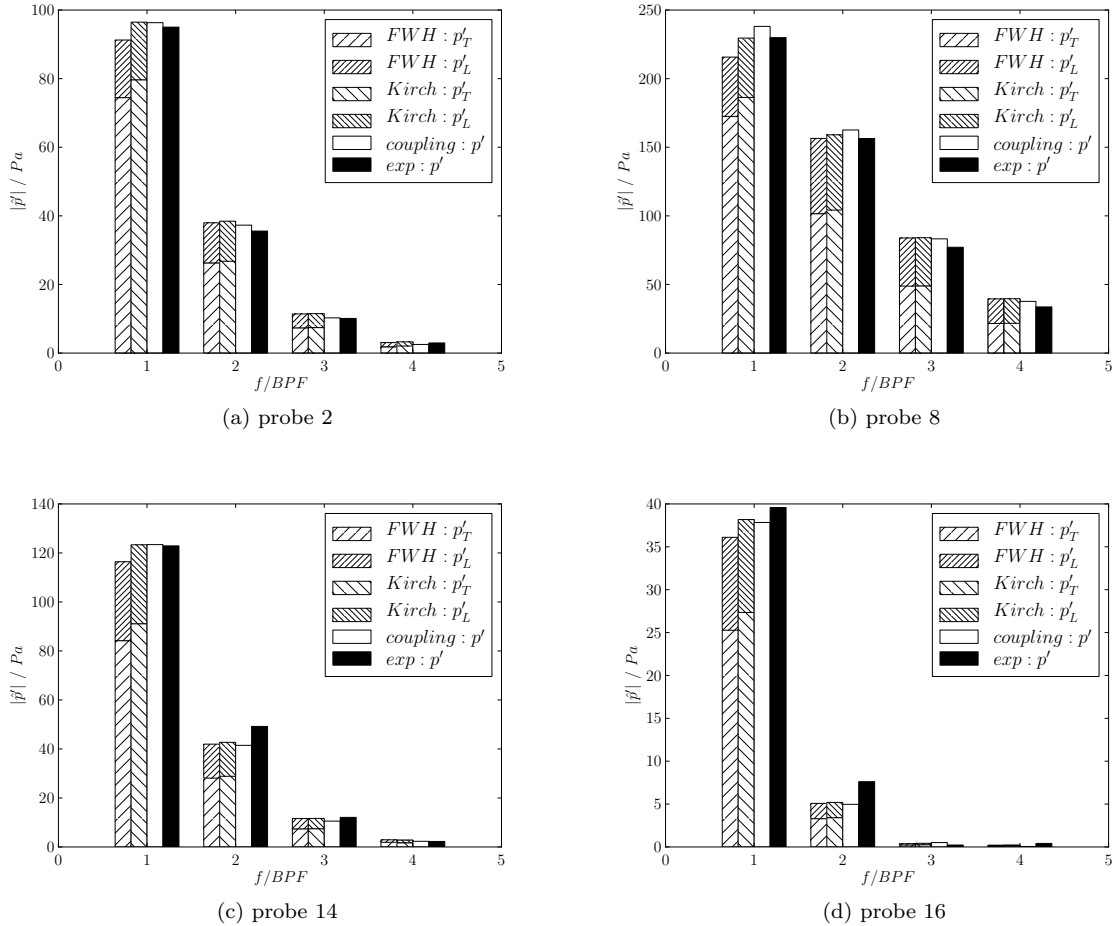 100
80
60
40
20
0
|p̂′| / Pa
0 1 2 3 4 5
f/BPF
FWH : p′_T
FWH : p′_L
Kirch : p′_T
Kirch : p′_L
coupling : p′
exp : p′
(a) probe 2
250
200
150
100
50
0
|p̂′| / Pa
0 1 2 3 4 5
f/BPF
FWH : p′_T
FWH : p′_L
Kirch : p′_T
Kirch : p′_L
coupling : p′
exp : p′
(b) probe 8
140
120
100
80
60
40
20
0
|p̂′| / Pa
0 1 2 3 4 5
f/BPF
FWH : p′_T
FWH : p′_L
Kirch : p′_T
Kirch : p′_L
coupling : p′
exp : p′
(c) probe 14
40
35
30
25
20
15
10
5
0
|p̂′| / Pa
0 1 2 3 4 5
f/BPF
FWH : p′_T
FWH : p′_L
Kirch : p′_T
Kirch : p′_L
coupling : p′
exp : p′
(d) probe 16